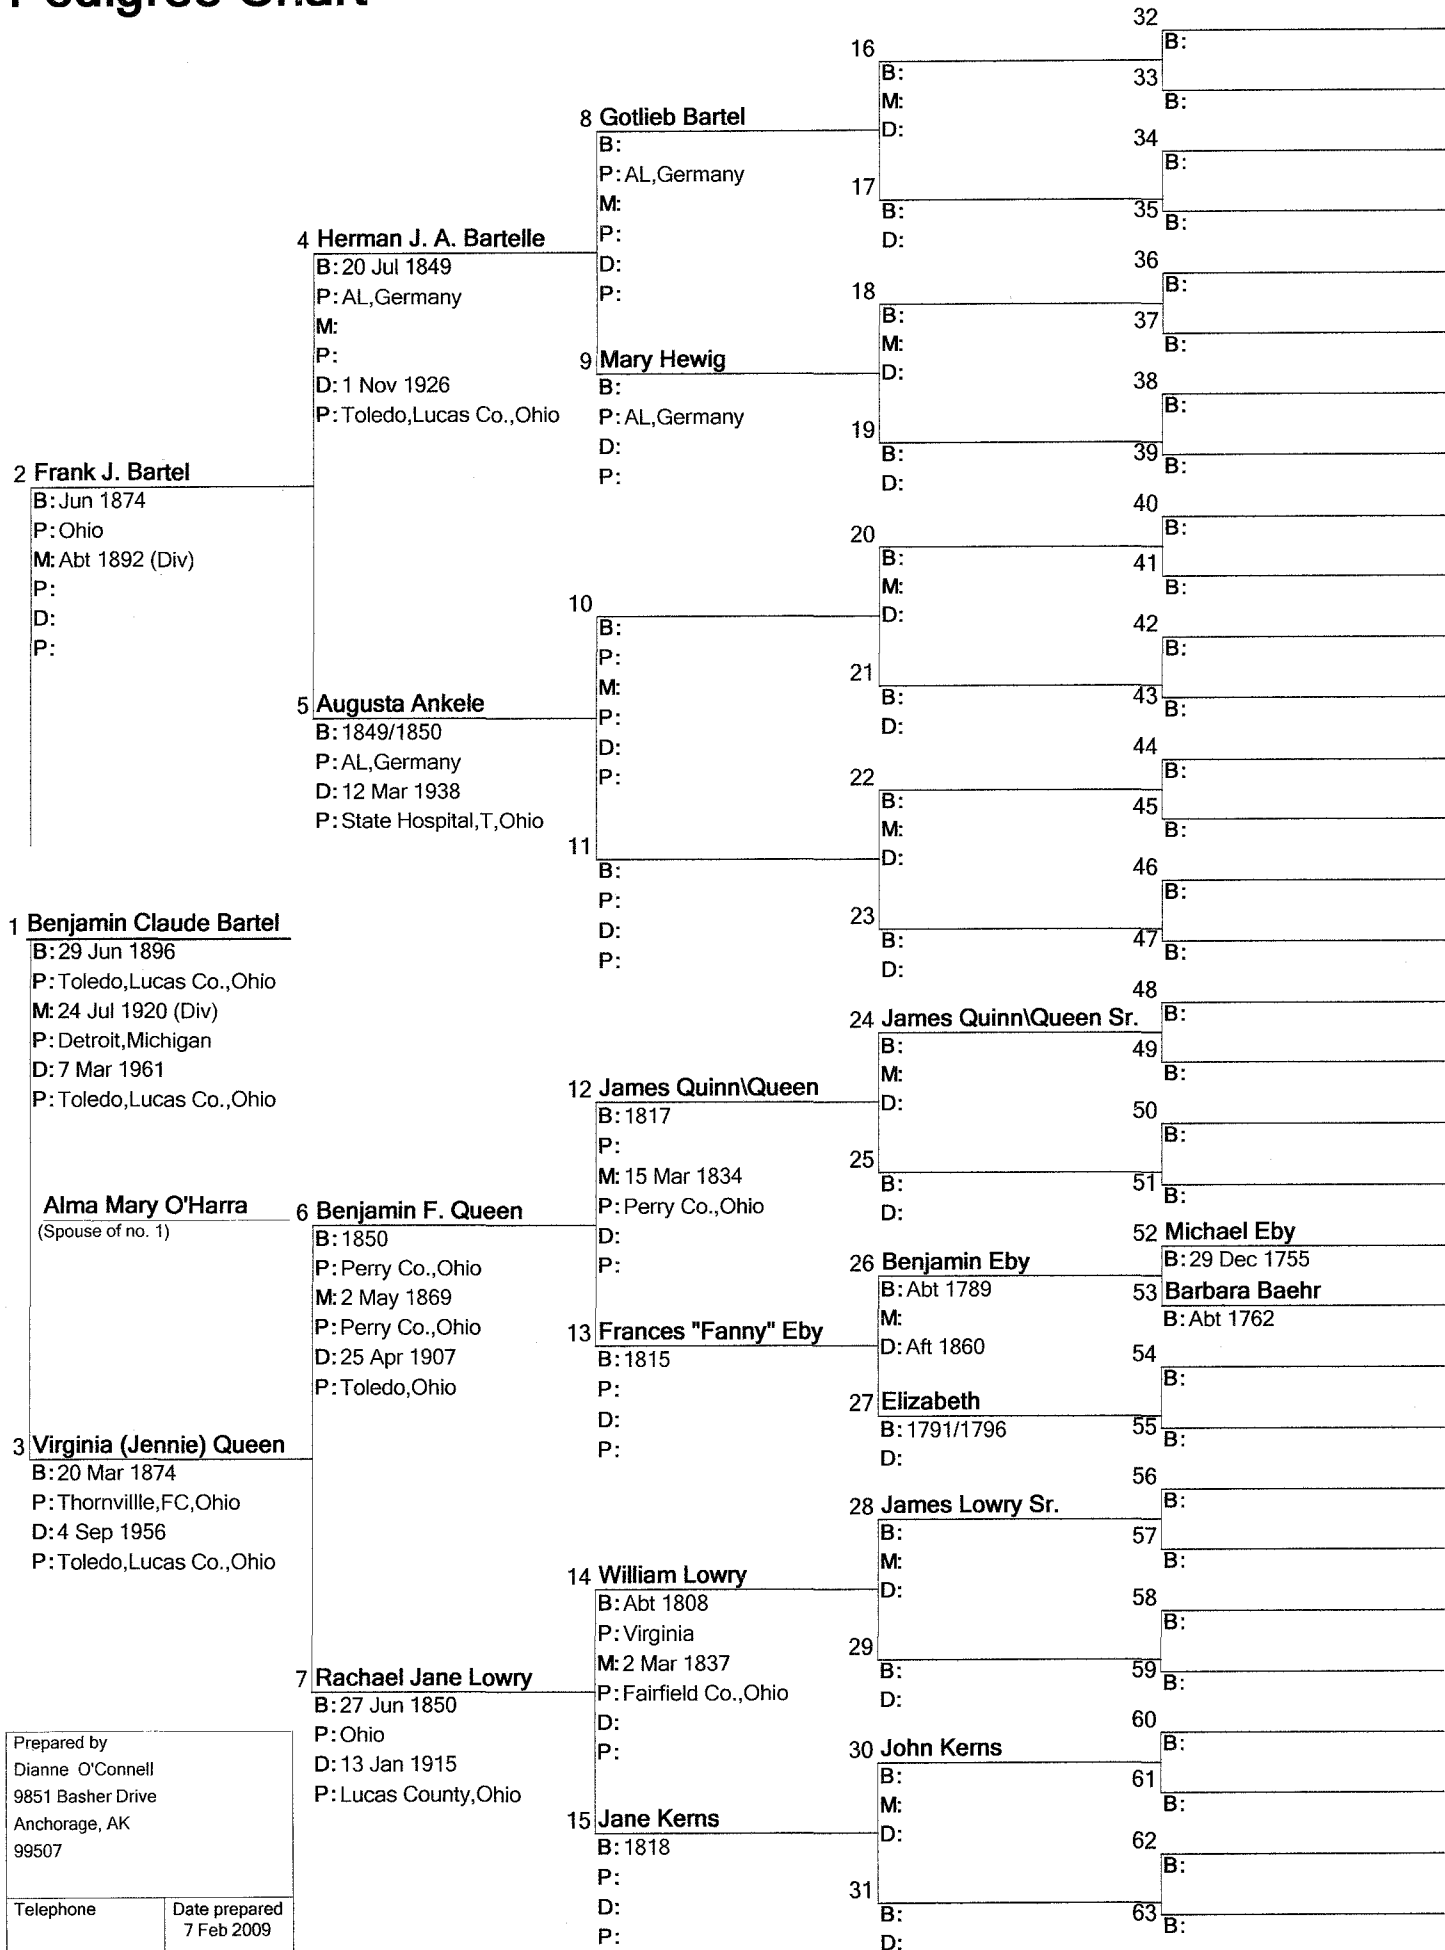 Pedigree Chart
2 Frank J. Bartel
B: Jun 1874
P: Ohio
M: Abt 1892 (Div)
P:
D:
P:
1 Benjamin Claude Bartel
B: 29 Jun 1896
P: Toledo,Lucas Co.,Ohio
M: 24 Jul 1920 (Div)
P: Detroit,Michigan
D: 7 Mar 1961
P: Toledo,Lucas Co.,Ohio
Alma Mary O'Harra
(Spouse of no. 1)
3 Virginia (Jennie) Queen
B: 20 Mar 1874
P: Thornvillle,FC,Ohio
D: 4 Sep 1956
P: Toledo,Lucas Co.,Ohio
Prepared by
Dianne O'Connell
9851 Basher Drive
Anchorage, AK
99507
Telephone
Date prepared
7 Feb 2009
4 Herman J. A. Bartelle
B: 20 Jul 1849
P: AL,Germany
M:
P:
D: 1 Nov 1926
P: Toledo,Lucas Co.,Ohio
5 Augusta Ankele
B: 1849/1850
P: AL,Germany
D: 12 Mar 1938
P: State Hospital,T,Ohio
6 Benjamin F. Queen
B: 1850
P: Perry Co.,Ohio
M: 2 May 1869
P: Perry Co.,Ohio
D: 25 Apr 1907
P: Toledo,Ohio
7 Rachael Jane Lowry
B: 27 Jun 1850
P: Ohio
D: 13 Jan 1915
P: Lucas County,Ohio
8 Gotlieb Bartel
B:
P: AL,Germany
M:
P:
D:
P:
9 Mary Hewig
B:
P: AL,Germany
D:
P:
10
B:
P:
M:
P:
D:
P:
11
B:
P:
D:
P:
12 James Quinn\Queen
B: 1817
P:
M: 15 Mar 1834
P: Perry Co.,Ohio
D:
P:
13 Frances "Fanny" Eby
B: 1815
P:
D:
P:
14 William Lowry
B: Abt 1808
P: Virginia
M: 2 Mar 1837
P: Fairfield Co.,Ohio
D:
P:
15 Jane Kerns
B: 1818
P:
D:
P:
16
B:
M:
D:
17
B:
D:
18
B:
M:
D:
19
B:
D:
20
B:
M:
D:
21
B:
D:
22
B:
M:
D:
23
B:
D:
24 James Quinn\Queen Sr.
B:
M:
D:
25
B:
D:
26 Benjamin Eby
B: Abt 1789
M:
D: Aft 1860
27 Elizabeth
B: 1791/1796
D:
28 James Lowry Sr.
B:
M:
D:
29
B:
D:
30 John Kerns
B:
M:
D:
31
B:
D:
32
B:
33
B:
34
B:
35
B:
36
B:
37
B:
38
B:
39
B:
40
B:
41
B:
42
B:
43
B:
44
B:
45
B:
46
B:
47
B:
48
B:
49
B:
50
B:
51
B:
52 Michael Eby
B: 29 Dec 1755
53 Barbara Baehr
B: Abt 1762
54
B:
55
B:
56
B:
57
B:
58
B:
59
B:
60
B:
61
B:
62
B:
63
B: